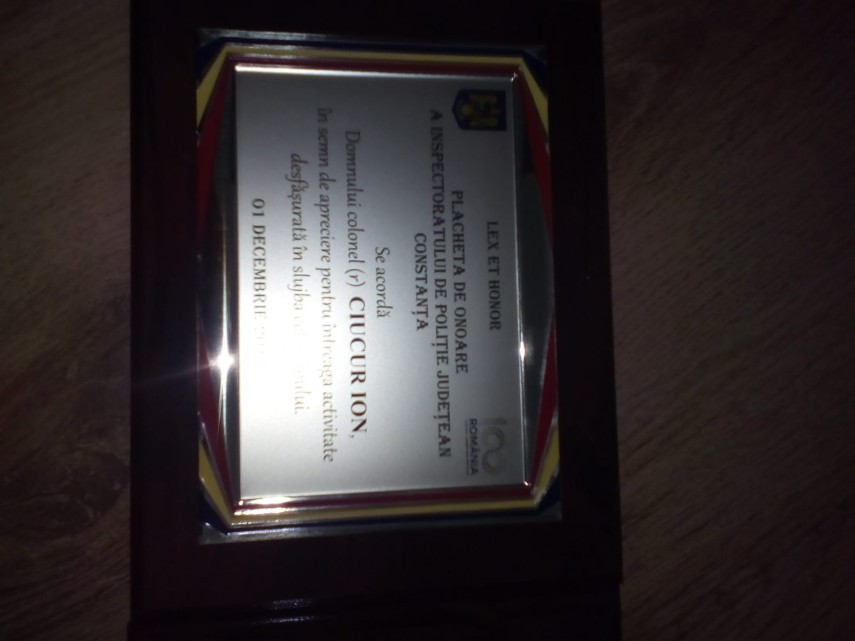 LEX ET HONOR
100
ROMÂNIA
PLACHETA DE ONOARE
A INSPECTORATULUI DE POLIȚIE JUDEȚEAN
CONSTANȚA
Se acordă
Domnului colonel (r) CIUCUR ION,
în semn de apreciere pentru întreaga activitate
desfășurată în slujba
01 DECEMBRIE